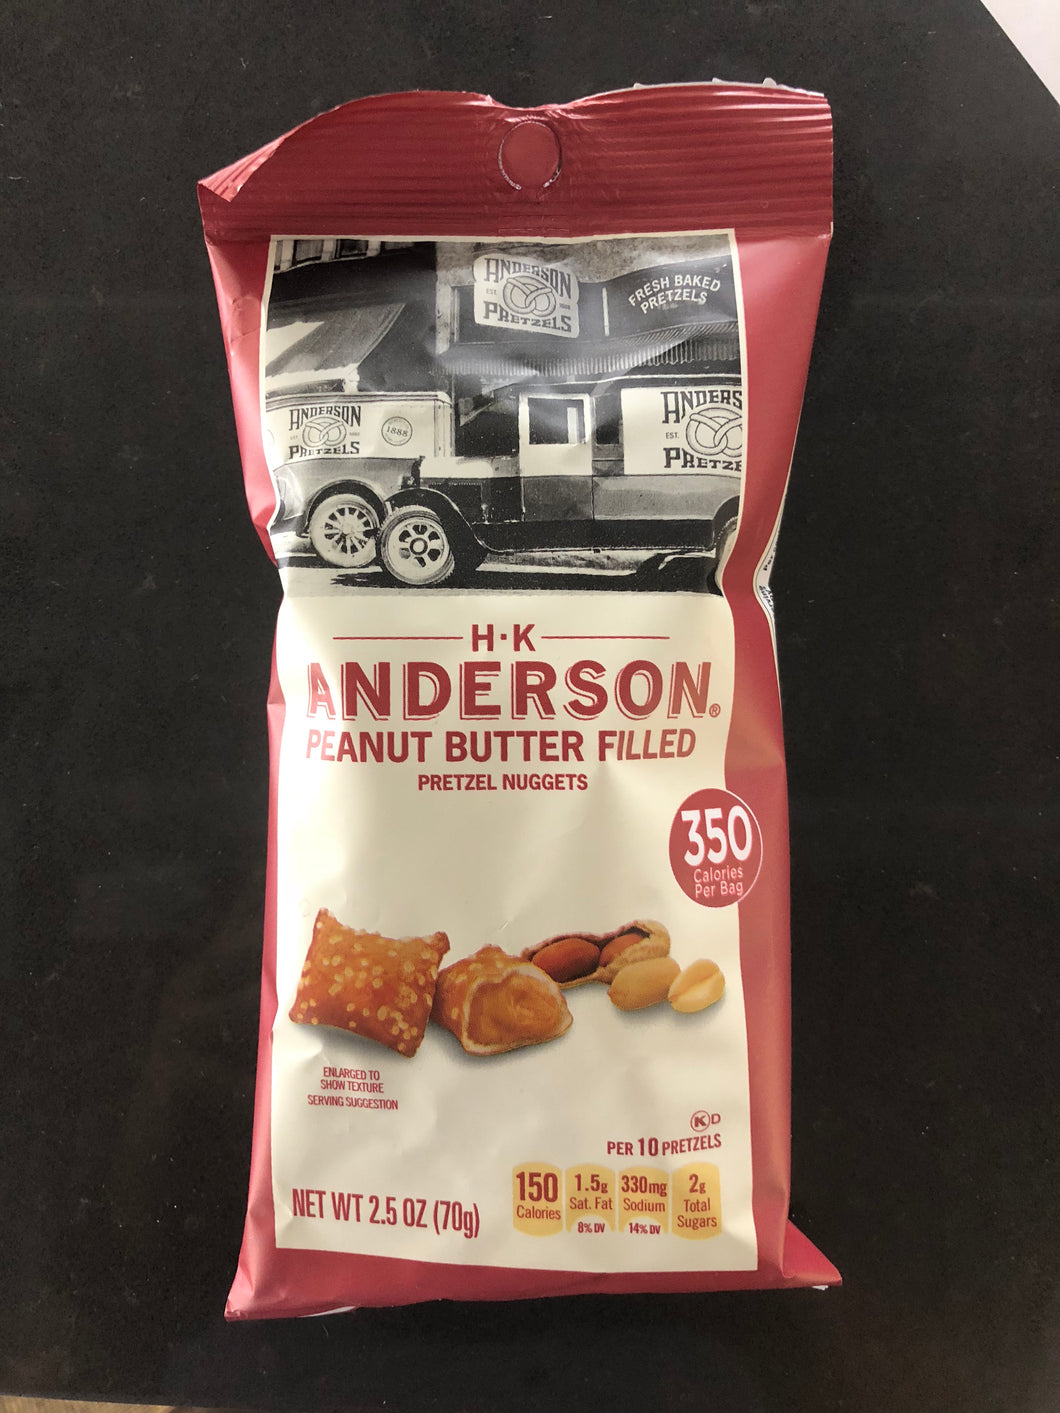 ANDERSON
EST. 1888
PRETZELS
FRESH BAKED
PRETZELS
ANDERSON
EST.
PRETZELS
1888
ANDERS
EST.
PRETZE
H·K
ANDERSON®
PEANUT BUTTER FILLED
PRETZEL NUGGETS
350
Calories
Per Bag
ENLARGED TO
SHOW TEXTURE
SERVING SUGGESTION
K D
PER 10 PRETZELS
150
Calories
1.5g
Sat. Fat
8% DV
330mg
Sodium
14% DV
2g
Total
Sugars
NET WT 2.5 OZ (70g)